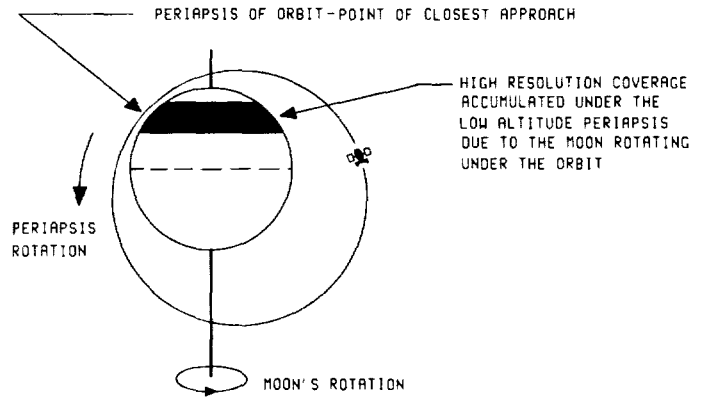 PERIAPSIS OF ORBIT-POINT OF CLOSEST APPROACH
HIGH RESOLUTION COVERAGE
ACCUMULATED UNDER THE
LOW ALTITUDE PERIAPSIS
DUE TO THE MOON ROTATING
UNDER THE ORBIT
PERIAPSIS
ROTATION
MOON'S ROTATION